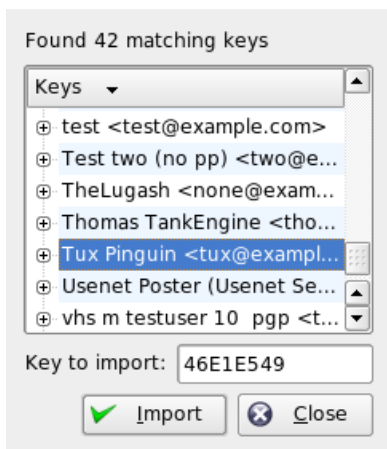 Found 42 matching keys
Keys
test <test@example.com>
Test two (no pp) <two@e...
TheLugash <none@exam...
Thomas TankEngine <tho...
Tux Pinguin <tux@exampl...
Usenet Poster (Usenet Se...
vhs m testuser 10  pgp <t...
Key to import: 46E1E549
Import Close